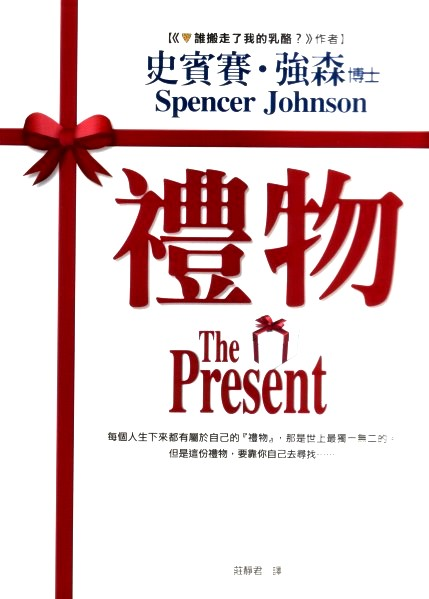 【《誰搬走了我的乳酪？》作者】
史賓賽・強森博士
Spencer Johnson
禮物
The
Present
每個人生下來都有屬於自己的『禮物』，那是世上最獨一無二的，
但是這份禮物，要靠你自己去尋找……
莊靜君 譯